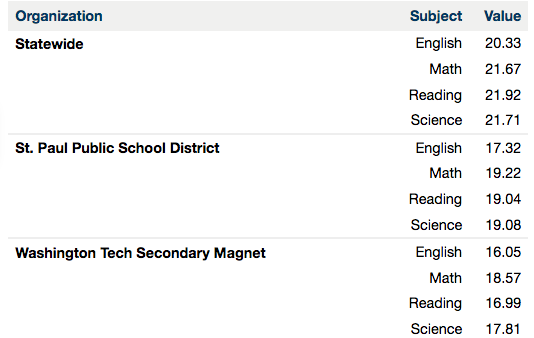 Organization Subject Value
Statewide English 20.33
Math 21.67
Reading 21.92
Science 21.71
St. Paul Public School District English 17.32
Math 19.22
Reading 19.04
Science 19.08
Washington Tech Secondary Magnet English 16.05
Math 18.57
Reading 16.99
Science 17.81